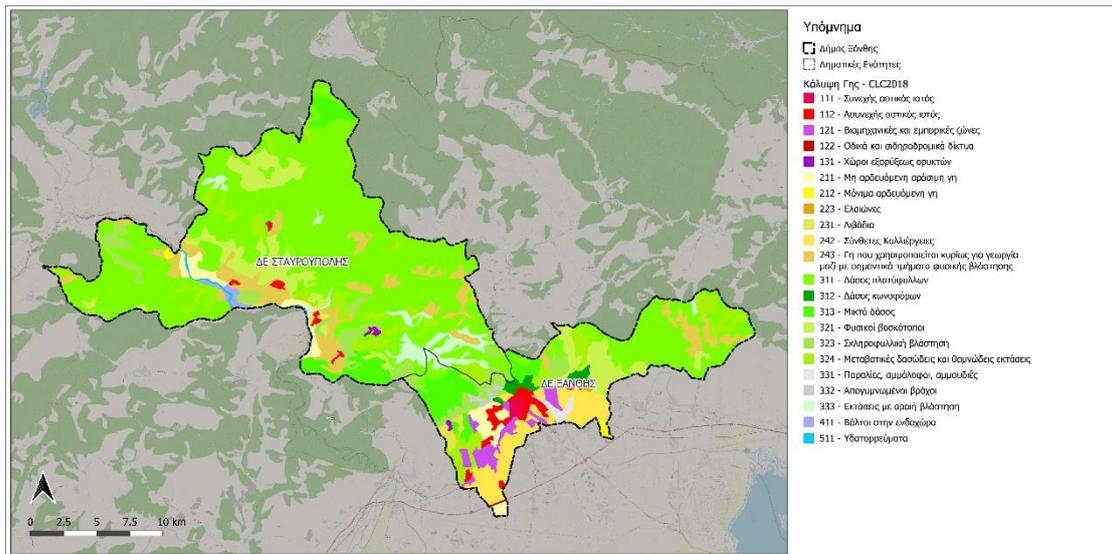 Υπόμνημα
Δήμος Ξάνθης
Δημοτικές Ενότητες
Κάλυψη Γης - CLC2018
111 - Συνεχής αστικός ιστός
112 - Ασυνεχής αστικός ιστός
121 - Βιομηχανικές και εμπορικές ζώνες
122 - Οδικά και σιδηροδρομικά δίκτυα
131 - Χώροι εξορύξεως ορυκτών
211 - Μη αρδευόμενη αρόσιμη γη
212 - Μόνιμα αρδευόμενη γη
223 - Ελαιώνες
231 - Λιβάδια
242 - Σύνθετες Καλλιέργειες
243 - Γη που χρησιμοποιείται κυρίως για γεωργία
μαζί με σημαντικά τμήματα φυσικής βλάστησης
311 - Δάσος πλατύφυλλων
312 - Δάσος κωνοφόρων
313 - Μικτό δάσος
321 - Φυσικοί βοσκότοποι
323 - Σκληροφυλλική βλάστηση
324 - Μεταβατικές δασώδεις και θαμνώδεις εκτάσεις
331 - Παραλίες, αμμόλοφοι, αμμουδιές
332 - Απογυμνωμένοι βράχοι
333 - Εκτάσεις με αραιή βλάστηση
411 - Βάλτοι στην ενδοχώρα
511 - Υδατορρεύματα
ΔΕ ΣΤΑΥΡΟΥΠΟΛΗΣ
ΔΕ ΞΑΝΘΗΣ
0 2.5 5 7.5 10 km